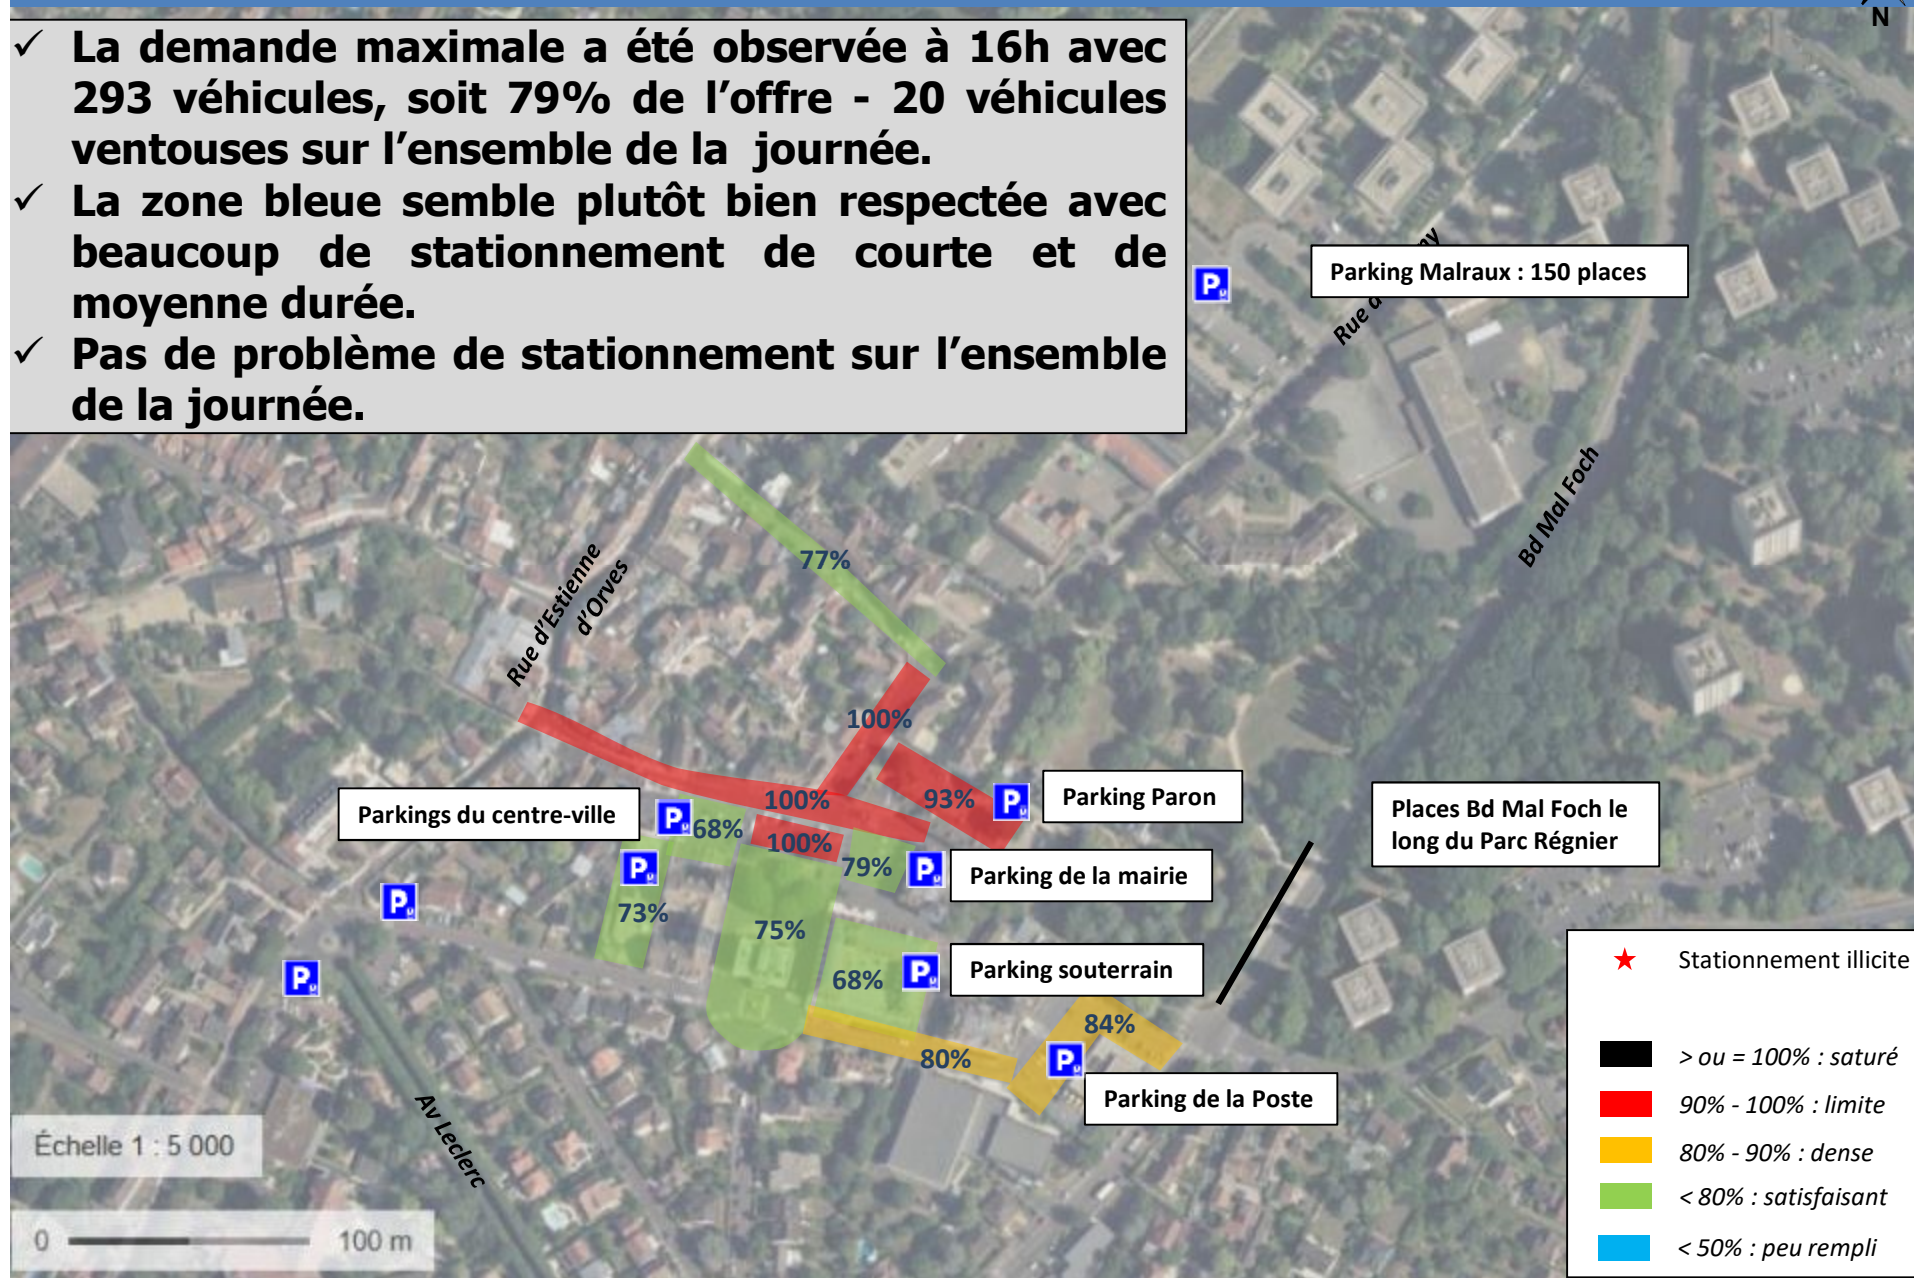 N
✓ La demande maximale a été observée à 16h avec
293 véhicules, soit 79% de l’offre - 20 véhicules
ventouses sur l’ensemble de la journée.
✓ La zone bleue semble plutôt bien respectée avec
beaucoup de stationnement de courte et de
moyenne durée.
✓ Pas de problème de stationnement sur l’ensemble
de la journée.
P
Parking Malraux : 150 places
Rue d
ny
Bd Mal Foch
77%
Rue d’Estienne
d’Orves
100%
100%
93%
P
Parking Paron
Parkings du centre-ville
P
68%
100%
79%
P
Parking de la mairie
Places Bd Mal Foch le
long du Parc Régnier
P
73%
P
75%
68%
P
Parking souterrain
P
80%
84%
P
Parking de la Poste
Av Leclerc
Échelle 1 : 5 000
0 100 m
Stationnement illicite
> ou = 100% : saturé
90% - 100% : limite
80% - 90% : dense
< 80% : satisfaisant
< 50% : peu rempli